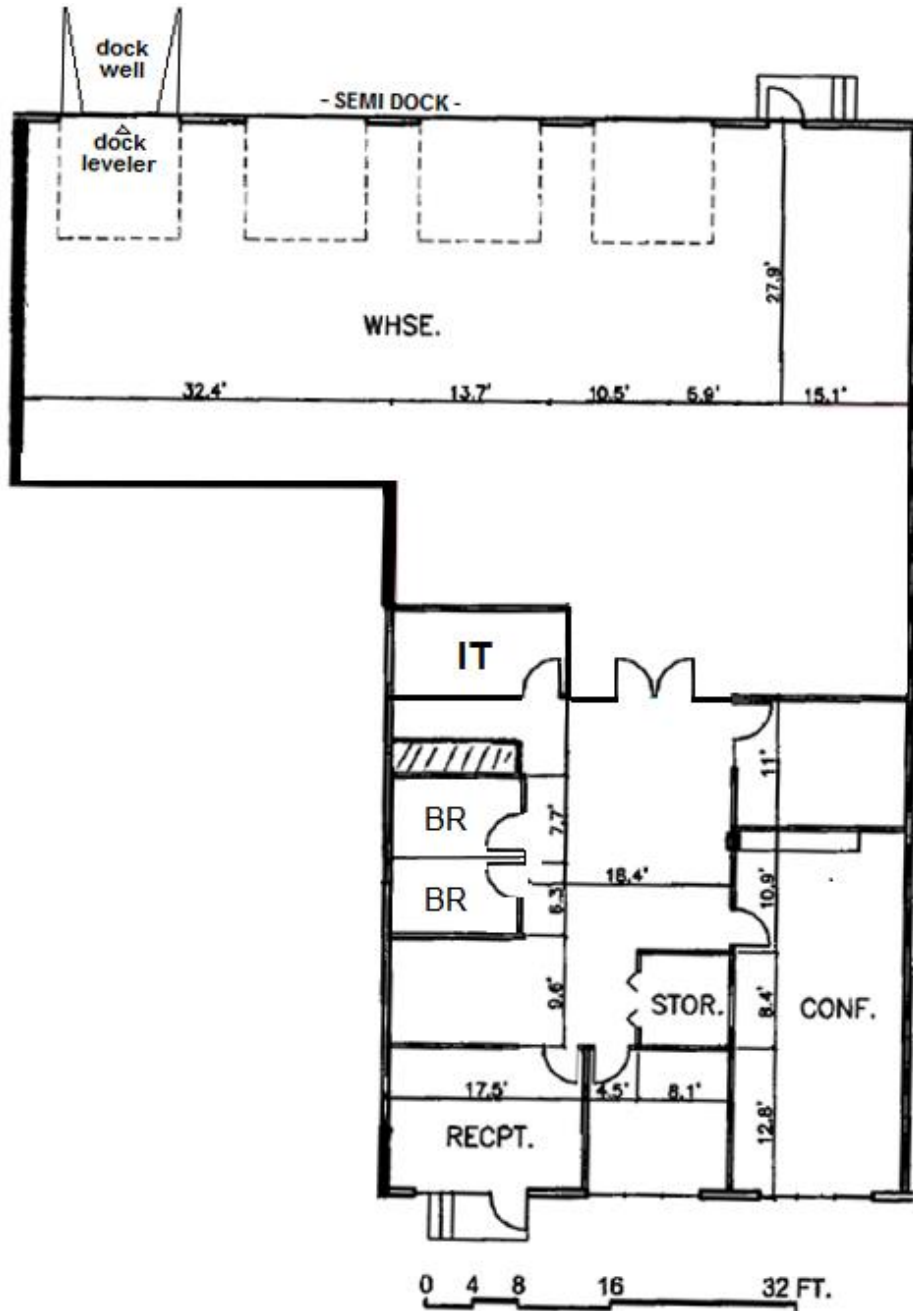 dock
well
- SEMI DOCK -
dock
leveler
27.9'
WHSE.
32.4' 13.7' 10.5' 5.9' 15.1'
IT
11'
BR
7.7'
18.4'
10.9'
BR
6.3'
9.6'
STOR.
8.4'
CONF.
17.5' 4.5' 8.1'
12.8'
RECPT.
0 4 8 16 32 FT.